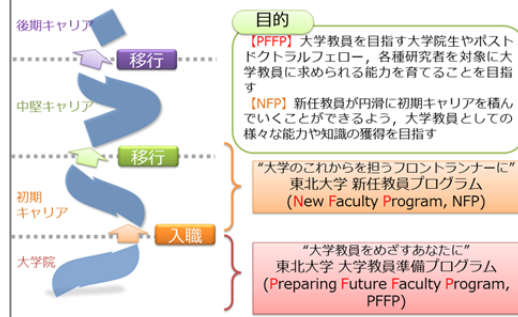 後期キャリア
移行
中堅キャリア
移行
初期
キャリア
入職
大学院
目的
【PFFP】大学教員を目指す大学院生やポスト
ドクトラルフェロー，各種研究者を対象に大
学教員に求められる能力を育てることを目指
す
【NFP】新任教員が円滑に初期キャリアを積ん
でいくことができるよう，大学教員としての
様々な能力や知識の獲得を目指す
“大学のこれからを担うフロントランナーに”
東北大学 新任教員プログラム
(New Faculty Program, NFP)
“大学教員をめざすあなたに”
東北大学 大学教員準備プログラム
(Preparing Future Faculty Program,
PFFP)